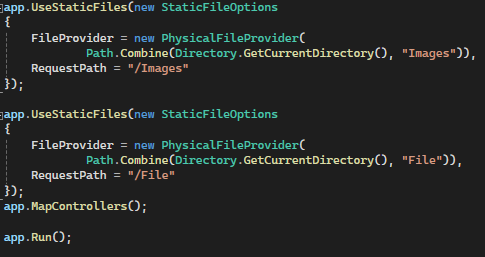 app.UseStaticFiles(new StaticFileOptions
{
    FileProvider = new PhysicalFileProvider(
            Path.Combine(Directory.GetCurrentDirectory(), "Images")),
    RequestPath = "/Images"
});

app.UseStaticFiles(new StaticFileOptions
{
    FileProvider = new PhysicalFileProvider(
            Path.Combine(Directory.GetCurrentDirectory(), "File")),
    RequestPath = "/File"
});
app.MapControllers();

app.Run();